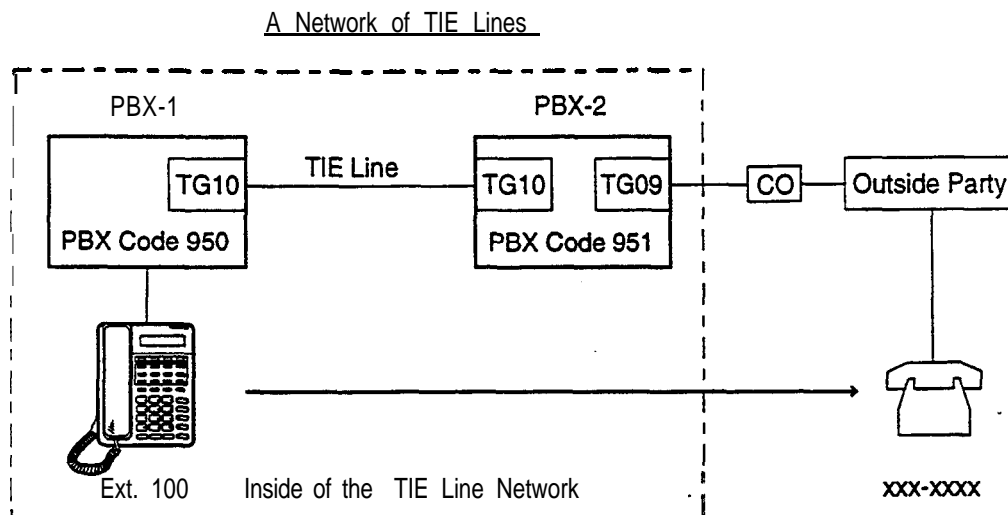 A Network of TIE Lines
PBX-1
PBX-2
TG10
TIE Line
TG10
TG09
CO
Outside Party
PBX Code 950
PBX Code 951
Ext. 100
Inside of the TIE Line Network
xxx-xxxx